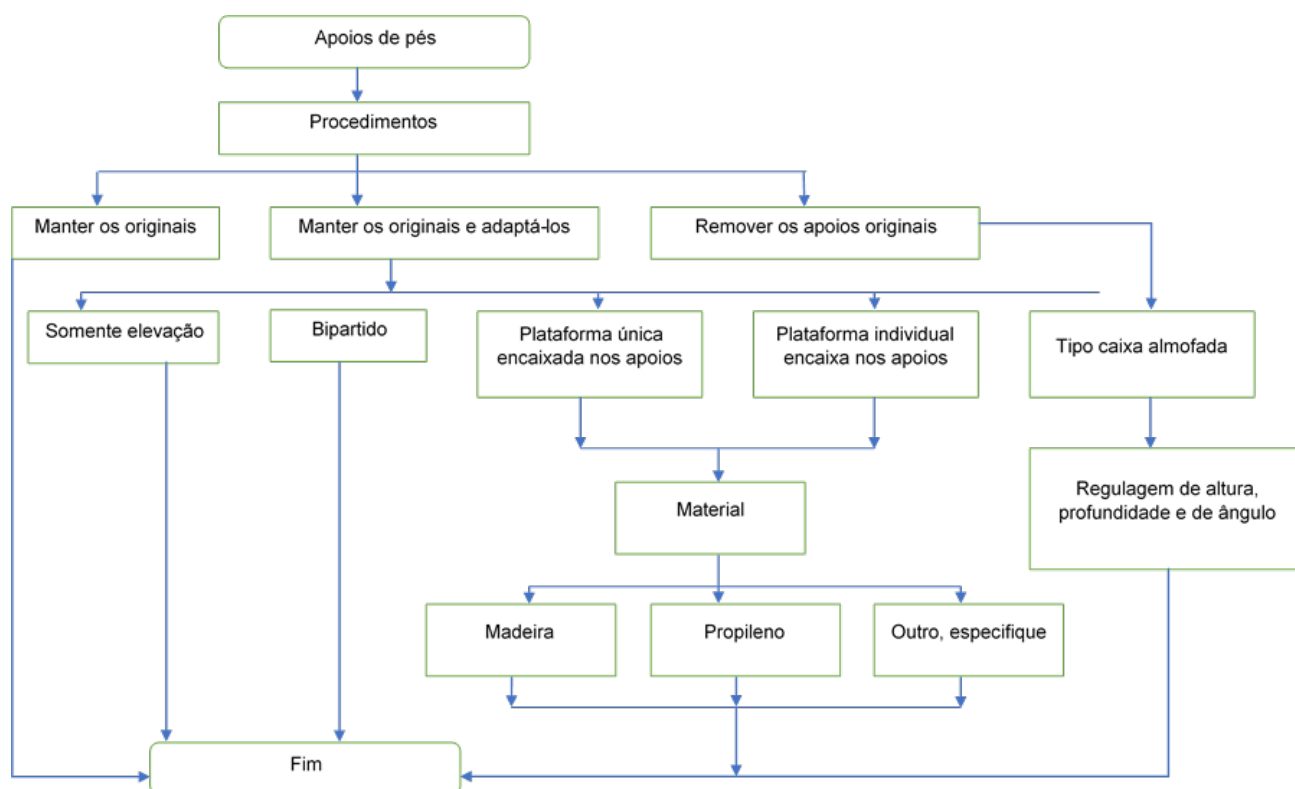 Apoios de pés
Procedimentos
Manter os originais
Manter os originais e adaptá-los
Remover os apoios originais
Somente elevação
Bipartido
Plataforma única
encaixada nos apoios
Plataforma individual
encaixa nos apoios
Tipo caixa almofada
Material
Regulagem de altura,
profundidade e de ângulo
Madeira
Propileno
Outro, especifique
Fim